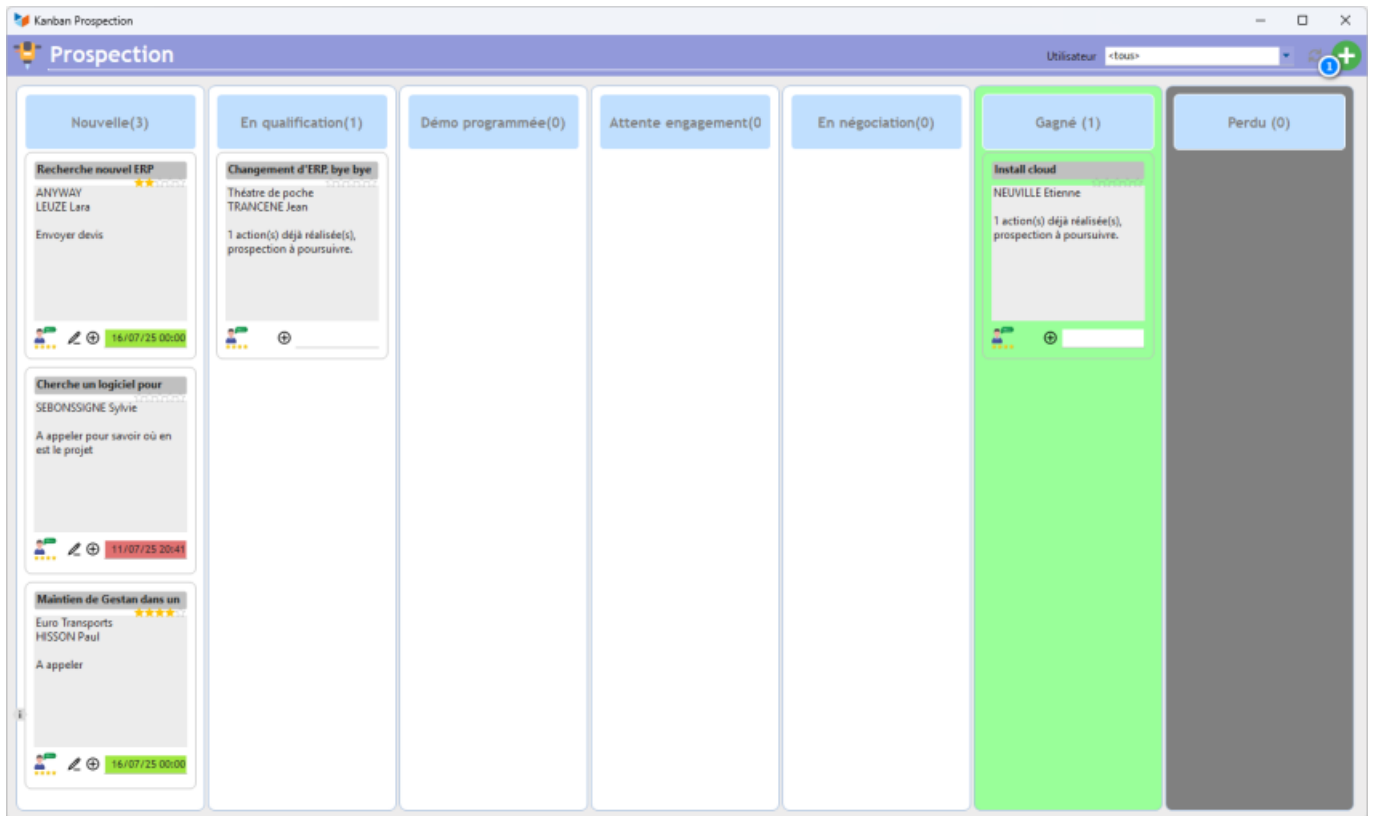 Kanban Prospection
Prospection
Utilisateur <tous>
1
Nouvelle(3)
En qualification(1)
Démo programmée(0)
Attente engagement(0
En négociation(0)
Gagné (1)
Perdu (0)
Recherche nouvel ERP
ANYWAY
LEUZE Lara
Envoyer devis
16/07/25 00:00
Cherche un logiciel pour
SEBONSSIGNE Sylvie
A appeler pour savoir où en
est le projet
11/07/25 20:41
Maintien de Gestan dans un
Euro Transports
HISSON Paul
A appeler
16/07/25 00:00
Changement d'ERP, bye bye
Théatre de poche
TRANCENE Jean
1 action(s) déjà réalisée(s),
prospection à poursuivre.
Install cloud
NEUVILLE Etienne
1 action(s) déjà réalisée(s),
prospection à poursuivre.